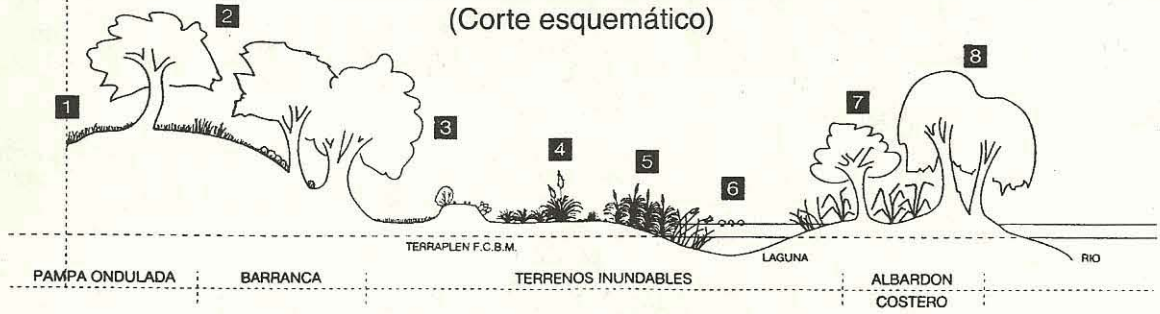 (Corte esquemático)
2
8
1
7
3
4
5
6
TERRAPLEN F.C.B.M.
LAGUNA
RIO
PAMPA ONDULADA
BARRANCA
TERRENOS INUNDABLES
ALBARDON
COSTERO